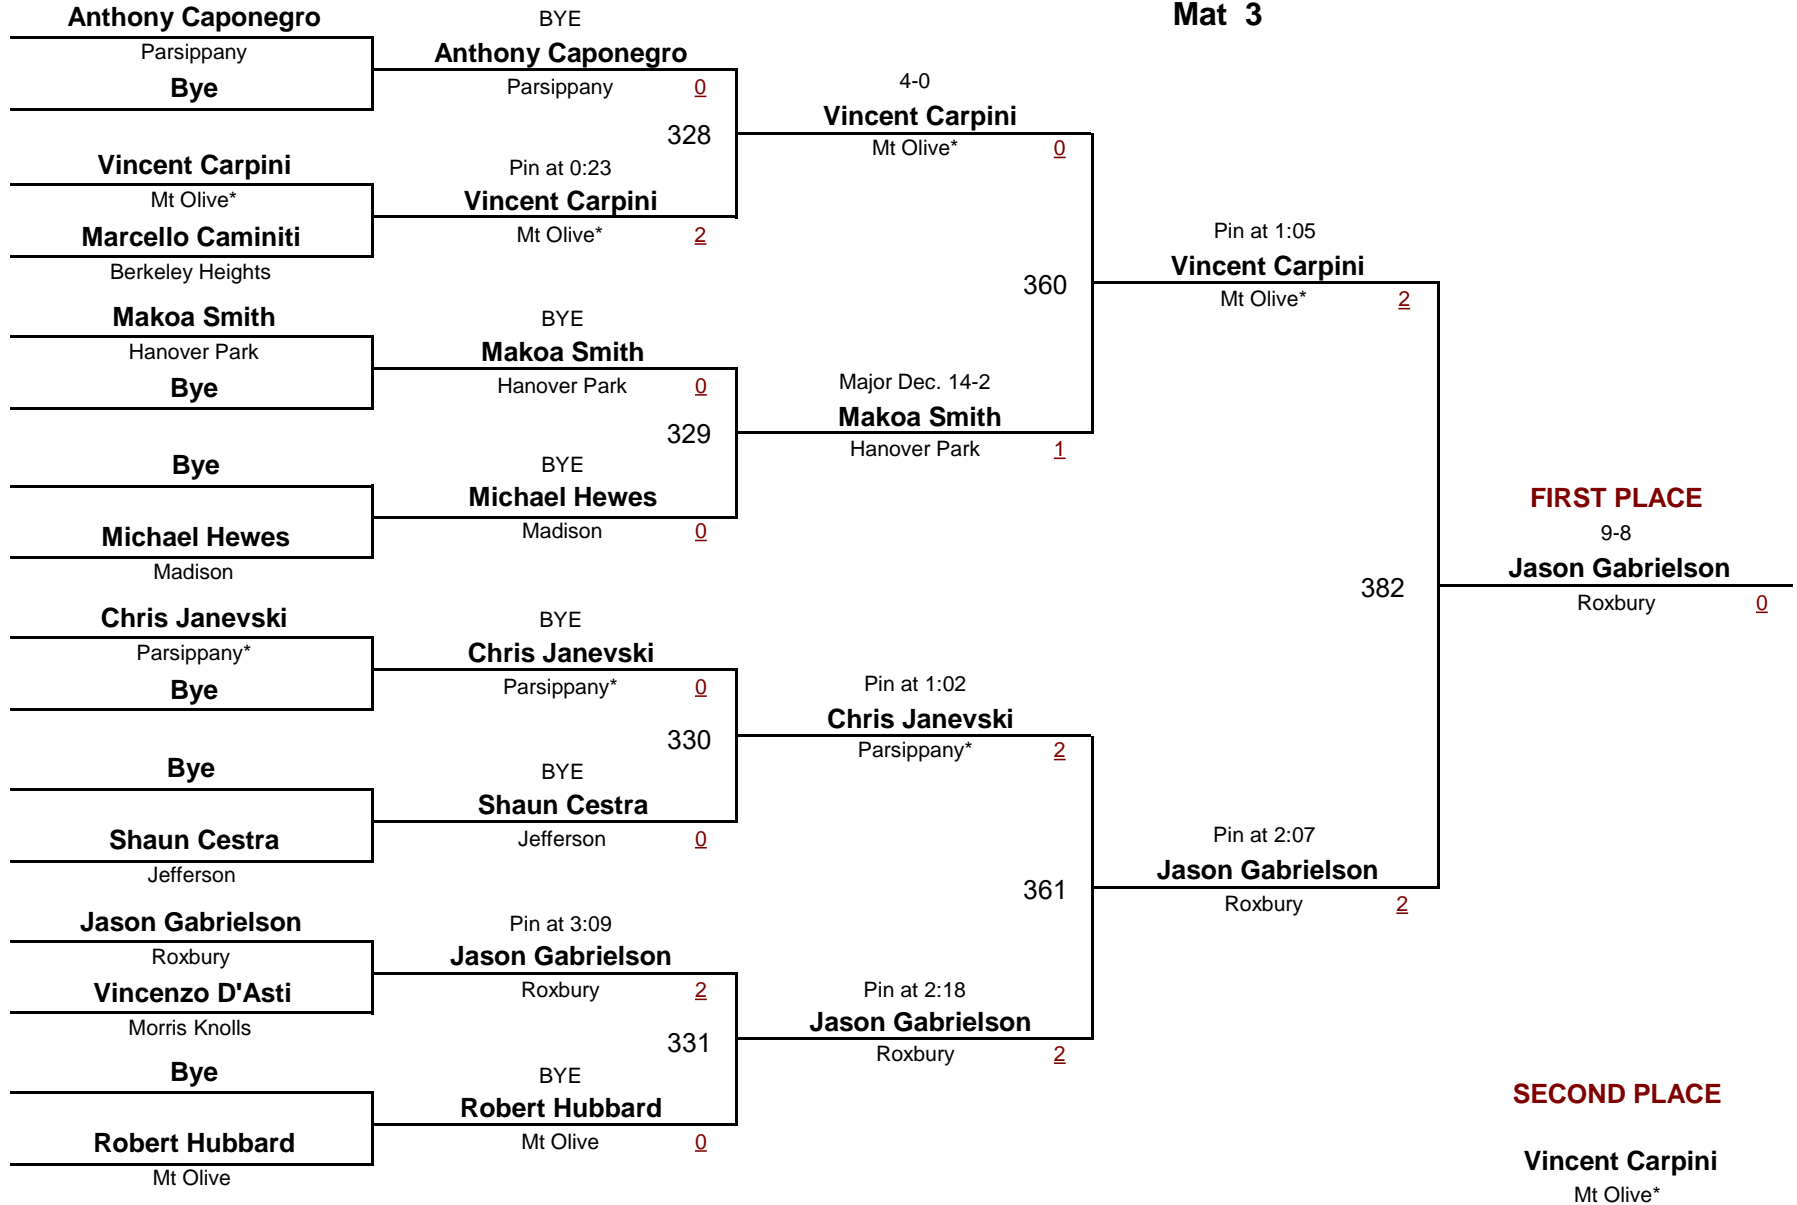 Mat 3
Anthony Caponegro
Parsippany
Bye
Vincent Carpini
Mt Olive*
Marcello Caminiti
Berkeley Heights
Makoa Smith
Hanover Park
Bye
Bye
Michael Hewes
Madison
Chris Janevski
Parsippany*
Bye
Bye
Shaun Cestra
Jefferson
Jason Gabrielson
Roxbury
Vincenzo D'Asti
Morris Knolls
Bye
Robert Hubbard
Mt Olive
BYE
Anthony Caponegro
Parsippany 0
328
Pin at 0:23
Vincent Carpini
Mt Olive* 2
BYE
Makoa Smith
Hanover Park 0
329
BYE
Michael Hewes
Madison 0
BYE
Chris Janevski
Parsippany* 0
330
BYE
Shaun Cestra
Jefferson 0
Pin at 3:09
Jason Gabrielson
Roxbury 2
331
BYE
Robert Hubbard
Mt Olive 0
4-0
Vincent Carpini
Mt Olive* 0
360
Major Dec. 14-2
Makoa Smith
Hanover Park 1
Pin at 1:02
Chris Janevski
Parsippany* 2
361
Pin at 2:18
Jason Gabrielson
Roxbury 2
Pin at 1:05
Vincent Carpini
Mt Olive* 2
382
Pin at 2:07
Jason Gabrielson
Roxbury 2
FIRST PLACE
9-8
Jason Gabrielson
Roxbury 0
SECOND PLACE
Vincent Carpini
Mt Olive*